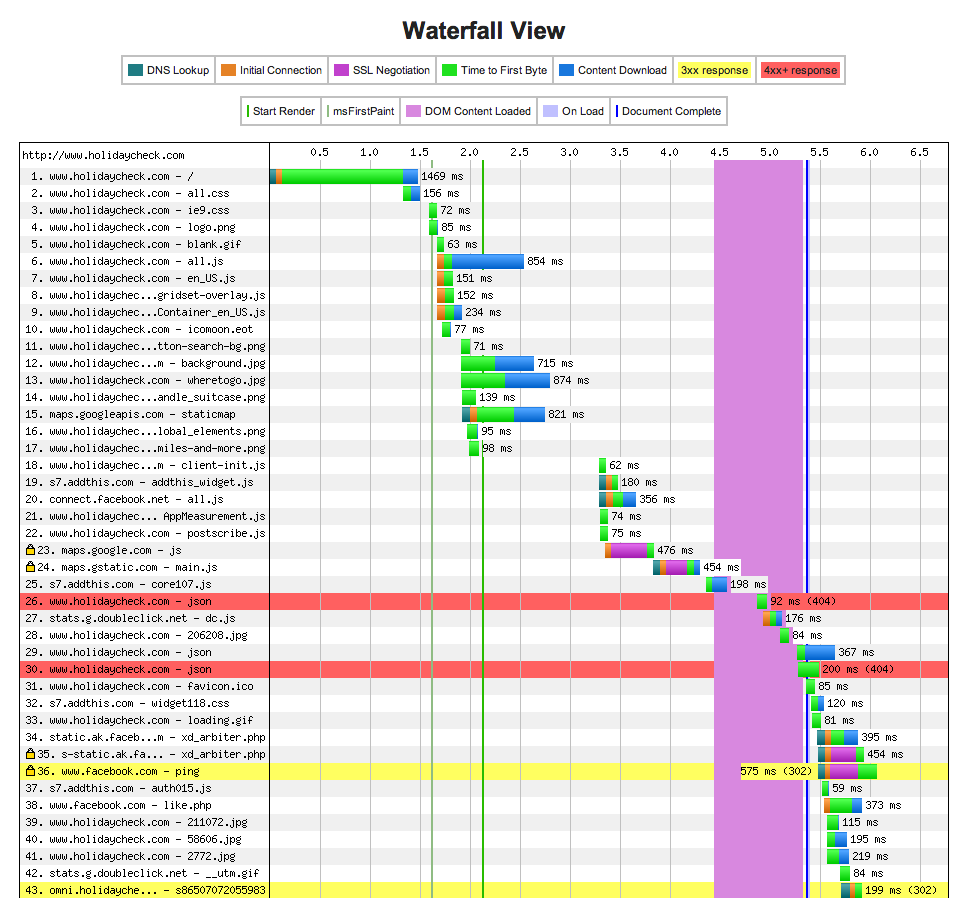 Waterfall View
DNS Lookup Initial Connection SSL Negotiation Time to First Byte Content Download 3xx response 4xx+ response
Start Render msFirstPaint DOM Content Loaded On Load Document Complete
http://www.holidaycheck.com 0.5 1.0 1.5 2.0 2.5 3.0 3.5 4.0 4.5 5.0 5.5 6.0 6.5
1. www.holidaycheck.com - / 1469 ms
2. www.holidaycheck.com - all.css 156 ms
3. www.holidaycheck.com - ie9.css 72 ms
4. www.holidaycheck.com - logo.png 85 ms
5. www.holidaycheck.com - blank.gif 63 ms
6. www.holidaycheck.com - all.js 854 ms
7. www.holidaycheck.com - en_US.js 151 ms
8. www.holidaychec...gridset-overlay.js 152 ms
9. www.holidaychec...Container_en_US.js 234 ms
10. www.holidaycheck.com - icomoon.eot 77 ms
11. www.holidaychec...tton-search-bg.png 71 ms
12. www.holidaychec...m - background.jpg 715 ms
13. www.holidaycheck.com - wheretogo.jpg 874 ms
14. www.holidaychec...andle_suitcase.png 139 ms
15. maps.googleapis.com - staticmap 821 ms
16. www.holidaychec...lobal_elements.png 95 ms
17. www.holidaychec...miles-and-more.png 98 ms
18. www.holidaychec...m - client-init.js 62 ms
19. s7.addthis.com - addthis_widget.js 180 ms
20. connect.facebook.net - all.js 356 ms
21. www.holidaychec... AppMeasurement.js 74 ms
22. www.holidaycheck.com - postscribe.js 75 ms
23. maps.google.com - js 476 ms
24. maps.gstatic.com - main.js 454 ms
25. s7.addthis.com - core107.js 198 ms
26. www.holidaycheck.com - json 92 ms (404)
27. stats.g.doubleclick.net - dc.js 176 ms
28. www.holidaycheck.com - 206208.jpg 84 ms
29. www.holidaycheck.com - json 367 ms
30. www.holidaycheck.com - json 200 ms (404)
31. www.holidaycheck.com - favicon.ico 85 ms
32. s7.addthis.com - widget118.css 120 ms
33. www.holidaycheck.com - loading.gif 81 ms
34. static.ak.faceb...m - xd_arbiter.php 395 ms
35. s-static.ak.fa... - xd_arbiter.php 454 ms
36. www.facebook.com - ping 575 ms (302)
37. s7.addthis.com - auth015.js 59 ms
38. www.facebook.com - like.php 373 ms
39. www.holidaycheck.com - 211072.jpg 115 ms
40. www.holidaycheck.com - 58606.jpg 195 ms
41. www.holidaycheck.com - 2772.jpg 219 ms
42. stats.g.doubleclick.net - __utm.gif 84 ms
43. omni.holidayche... - s86507072055983 199 ms (302)